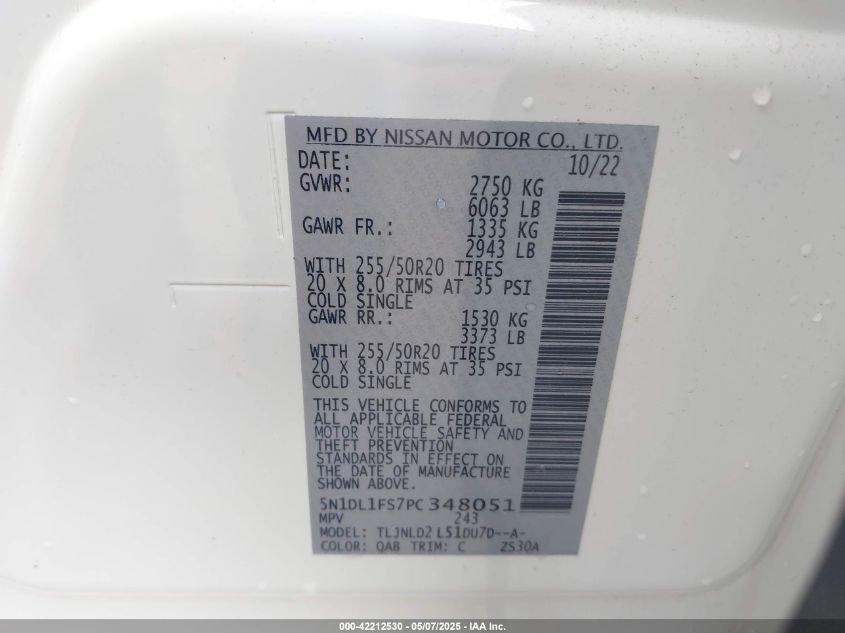 MFD BY NISSAN MOTOR CO., LTD.
DATE: 10/22
GVWR: 2750 KG
6063 LB
GAWR FR.: 1335 KG
2943 LB
WITH 255/50R20 TIRES
20 X 8.0 RIMS AT 35 PSI
COLD SINGLE
GAWR RR.: 1530 KG
3373 LB
WITH 255/50R20 TIRES
20 X 8.0 RIMS AT 35 PSI
COLD SINGLE
THIS VEHICLE CONFORMS TO
ALL APPLICABLE FEDERAL
MOTOR VEHICLE SAFETY AND
THEFT PREVENTION
STANDARDS IN EFFECT ON
THE DATE OF MANUFACTURE
SHOWN ABOVE.
5N1DL1FS7PC348051
MPV 243
MODEL: TLJNLD2 L51DU7D--A-
COLOR: QAB TRIM: C ZS30A
000-42212530 - 05/07/2025 - IAA Inc.